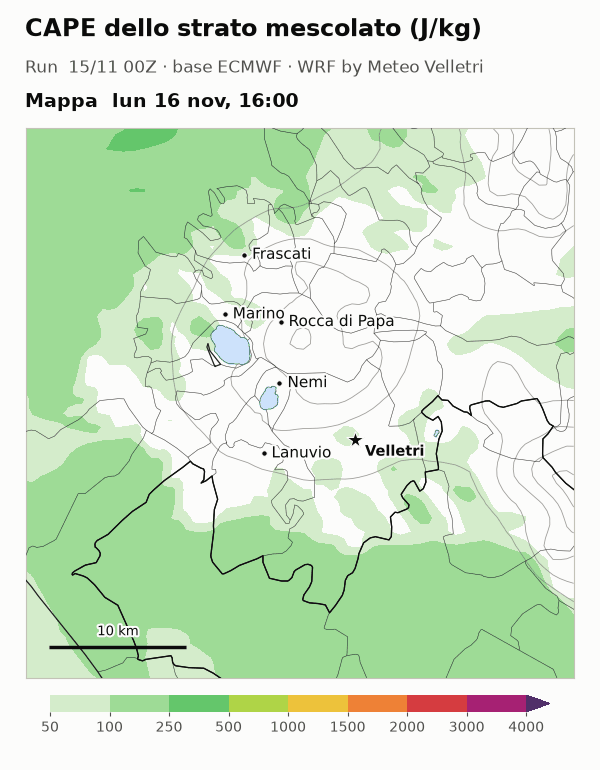 CAPE dello strato mescolato (J/kg)
Run  15/11 00Z · base ECMWF · WRF by Meteo Velletri
Mappa  lun 16 nov, 16:00
Frascati
Marino
Rocca di Papa
Nemi
Velletri
Lanuvio
10 km
50 100 250 500 1000 1500 2000 3000 4000